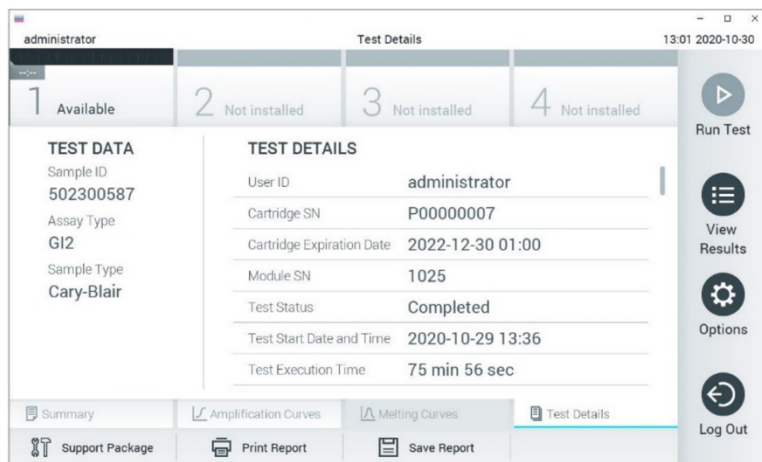 administrator
Test Details
13:01 2020-10-30
--:--
1 Available
2 Not installed
3 Not installed
4 Not installed
Run Test
View
Results
Options
Log Out
TEST DATA
Sample ID
502300587
Assay Type
GI2
Sample Type
Cary-Blair
TEST DETAILS
User ID administrator
Cartridge SN P00000007
Cartridge Expiration Date 2022-12-30 01:00
Module SN 1025
Test Status Completed
Test Start Date and Time 2020-10-29 13:36
Test Execution Time 75 min 56 sec
Summary
Amplification Curves
Melting Curves
Test Details
Support Package
Print Report
Save Report